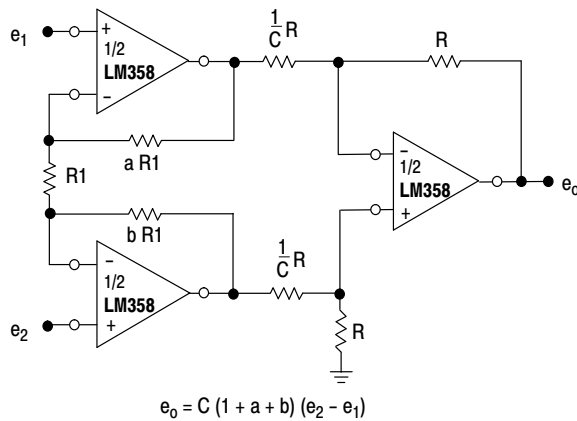 e1
+
1/2
LM358
−
1/C R
R
a R1
R1
−
1/2
LM358
+
eo
b R1
−
1/2
LM358
+
e2
1/C R
R
eo = C (1 + a + b) (e2 − e1)